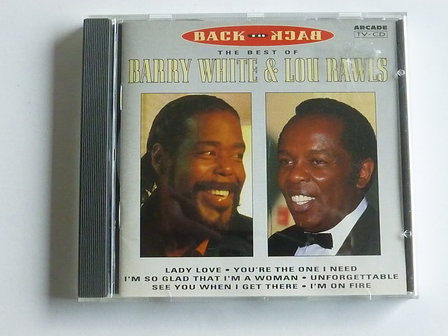 BACK TO BACK
ARCADE
TV-CD
THE BEST OF
BARRY WHITE & LOU RAWLS
LADY LOVE • YOU'RE THE ONE I NEED
I'M SO GLAD THAT I'M A WOMAN • UNFORGETTABLE
SEE YOU WHEN I GET THERE • I'M ON FIRE